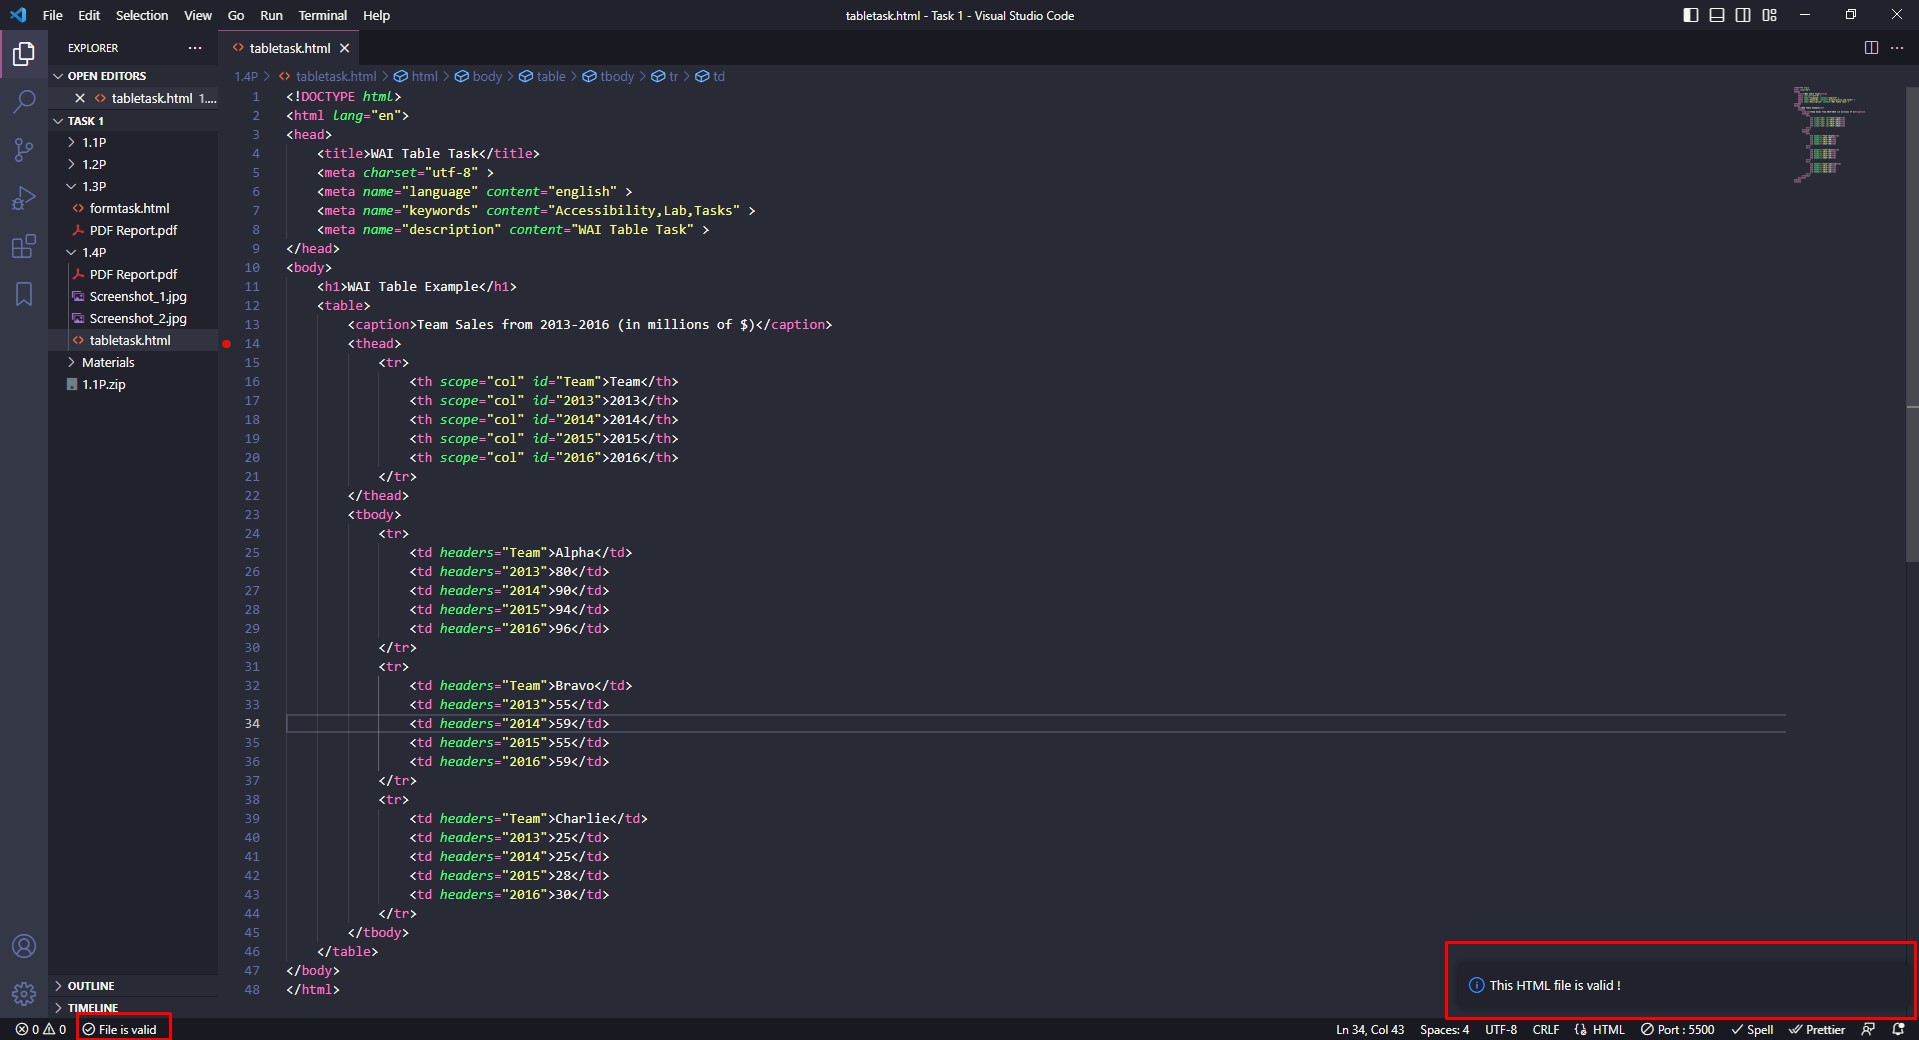 File Edit Selection View Go Run Terminal Help
tabletask.html - Task 1 - Visual Studio Code
EXPLORER
OPEN EDITORS
tabletask.html 1....
TASK 1
1.1P
1.2P
1.3P
formtask.html
PDF Report.pdf
1.4P
PDF Report.pdf
Screenshot_1.jpg
Screenshot_2.jpg
tabletask.html
Materials
1.1P.zip
OUTLINE
TIMELINE
tabletask.html
1.4P > tabletask.html > html > body > table > tbody > tr > td
1 <!DOCTYPE html>
2 <html lang="en">
3 <head>
4 <title>WAI Table Task</title>
5 <meta charset="utf-8" >
6 <meta name="language" content="english" >
7 <meta name="keywords" content="Accessibility,Lab,Tasks" >
8 <meta name="description" content="WAI Table Task" >
9 </head>
10 <body>
11 <h1>WAI Table Example</h1>
12 <table>
13 <caption>Team Sales from 2013-2016 (in millions of $)</caption>
14 <thead>
15 <tr>
16 <th scope="col" id="Team">Team</th>
17 <th scope="col" id="2013">2013</th>
18 <th scope="col" id="2014">2014</th>
19 <th scope="col" id="2015">2015</th>
20 <th scope="col" id="2016">2016</th>
21 </tr>
22 </thead>
23 <tbody>
24 <tr>
25 <td headers="Team">Alpha</td>
26 <td headers="2013">80</td>
27 <td headers="2014">90</td>
28 <td headers="2015">94</td>
29 <td headers="2016">96</td>
30 </tr>
31 <tr>
32 <td headers="Team">Bravo</td>
33 <td headers="2013">55</td>
34 <td headers="2014">59</td>
35 <td headers="2015">55</td>
36 <td headers="2016">59</td>
37 </tr>
38 <tr>
39 <td headers="Team">Charlie</td>
40 <td headers="2013">25</td>
41 <td headers="2014">25</td>
42 <td headers="2015">28</td>
43 <td headers="2016">30</td>
44 </tr>
45 </tbody>
46 </table>
47 </body>
48 </html>
This HTML file is valid !
0 0 File is valid
Ln 34, Col 43 Spaces: 4 UTF-8 CRLF HTML Port : 5500 Spell Prettier